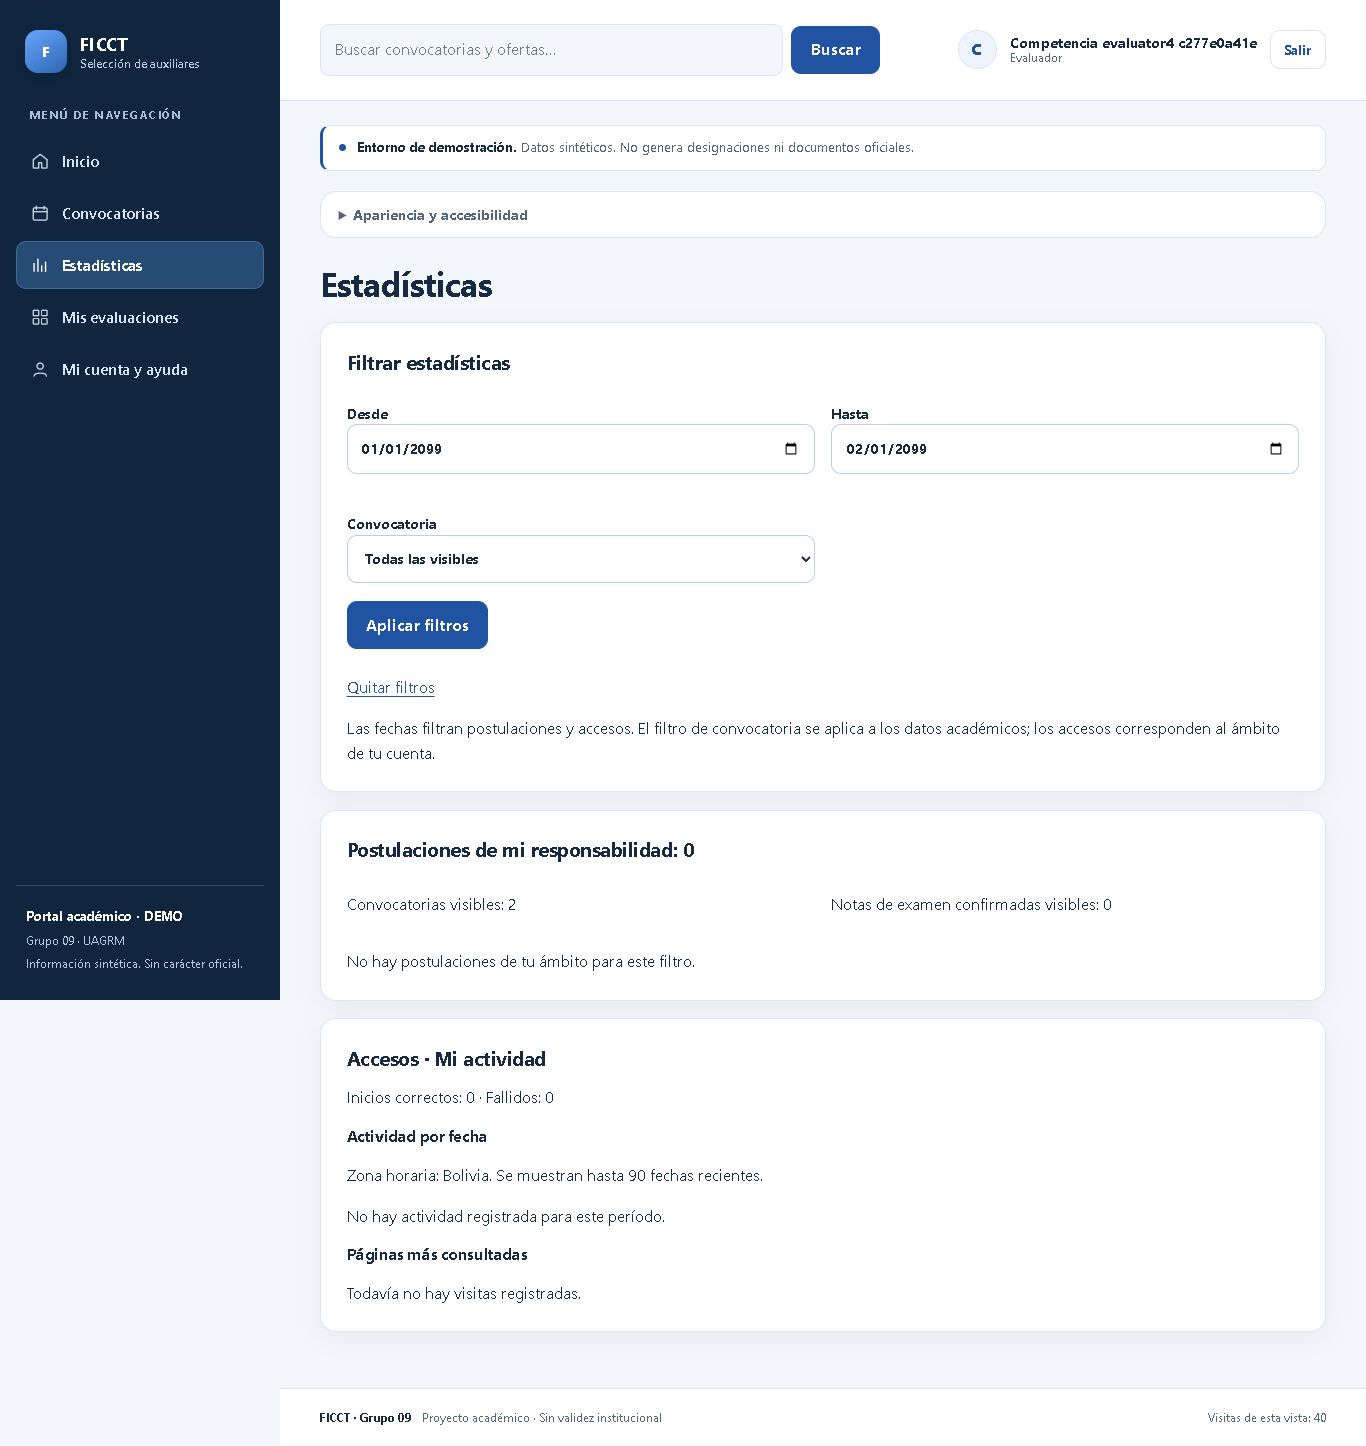 F
FICCT
Selección de auxiliares
MENÚ DE NAVEGACIÓN
Inicio
Convocatorias
Estadísticas
Mis evaluaciones
Mi cuenta y ayuda
Portal académico · DEMO
Grupo 09 · UAGRM
Información sintética. Sin carácter oficial.
Buscar convocatorias y ofertas...
Buscar
C
Competencia evaluator4 c277e0a41e
Evaluador
Salir
Entorno de demostración. Datos sintéticos. No genera designaciones ni documentos oficiales.
Apariencia y accesibilidad
Estadísticas
Filtrar estadísticas
Desde
01/01/2099
Hasta
02/01/2099
Convocatoria
Todas las visibles
Aplicar filtros
Quitar filtros
Las fechas filtran postulaciones y accesos. El filtro de convocatoria se aplica a los datos académicos; los accesos corresponden al ámbito
de tu cuenta.
Postulaciones de mi responsabilidad: 0
Convocatorias visibles: 2
Notas de examen confirmadas visibles: 0
No hay postulaciones de tu ámbito para este filtro.
Accesos · Mi actividad
Inicios correctos: 0 · Fallidos: 0
Actividad por fecha
Zona horaria: Bolivia. Se muestran hasta 90 fechas recientes.
No hay actividad registrada para este período.
Páginas más consultadas
Todavía no hay visitas registradas.
FICCT · Grupo 09 Proyecto académico · Sin validez institucional
Visitas de esta vista: 40